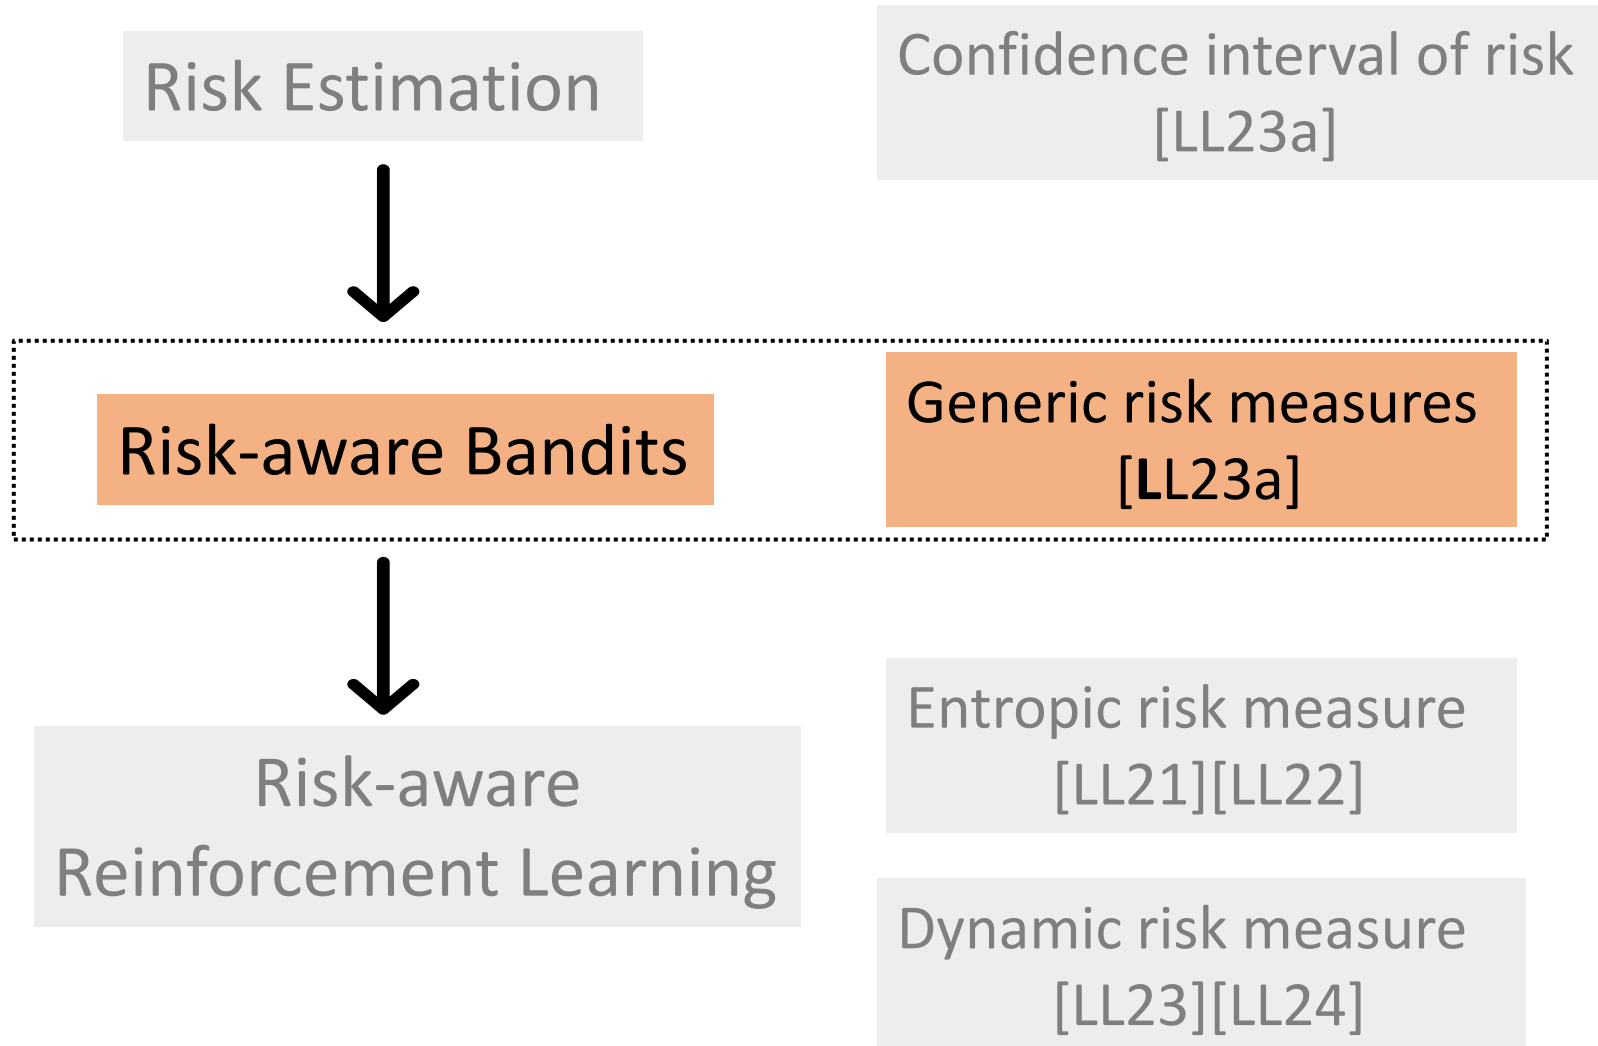 Risk Estimation
Confidence interval of risk
[LL23a]
Risk-aware Bandits
Generic risk measures
[LL23a]
Risk-aware
Reinforcement Learning
Entropic risk measure
[LL21][LL22]
Dynamic risk measure
[LL23][LL24]